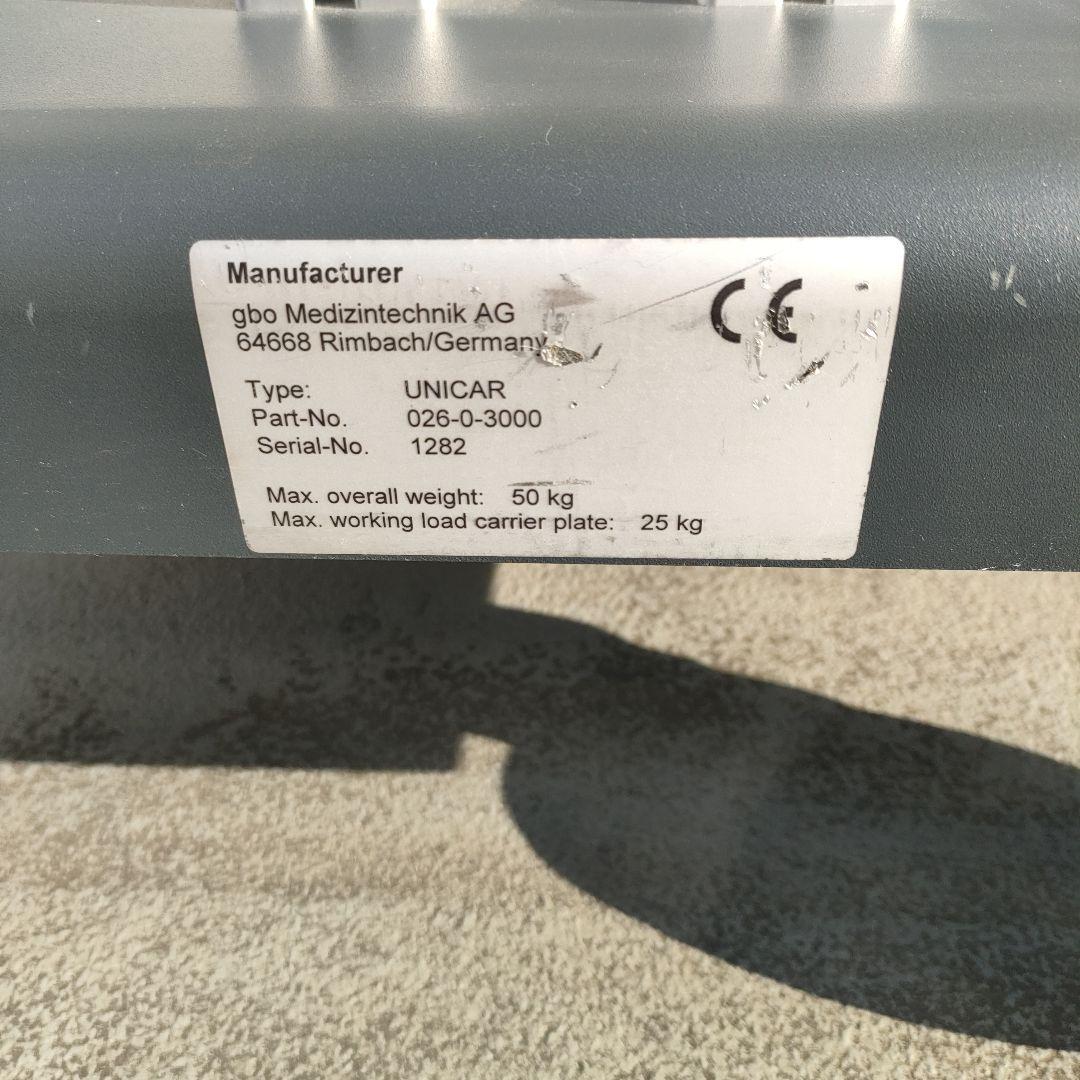 Manufacturer
gbo Medizintechnik AG
64668 Rimbach/Germany
CE
Type: UNICAR
Part-No. 026-0-3000
Serial-No. 1282
Max. overall weight: 50 kg
Max. working load carrier plate: 25 kg